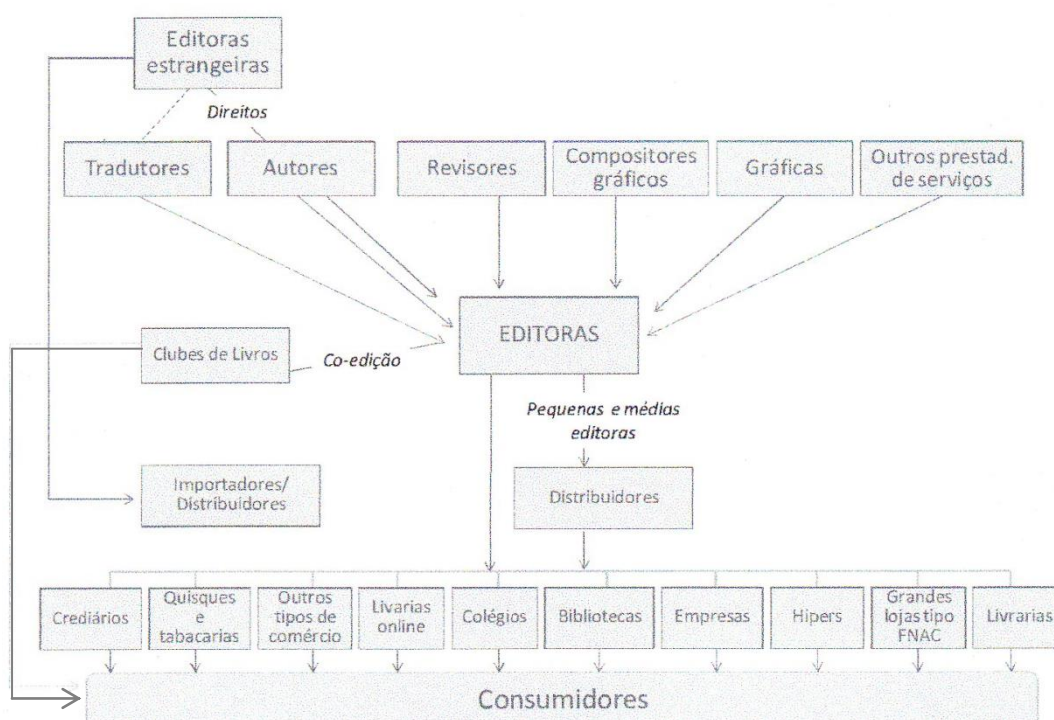 Editoras
estrangeiras
Direitos
Tradutores
Autores
Revisores
Compositores
gráficos
Gráficas
Outros prestad.
de serviços
EDITORAS
Clubes de Livros
Co-edição
Pequenas e médias
editoras
Importadores/
Distribuidores
Distribuidores
Crediários
Quisques
e
tabacarias
Outros
tipos de
comércio
Livarias
online
Colégios
Bibliotecas
Empresas
Hipers
Grandes
lojas tipo
FNAC
Livrarias
Consumidores